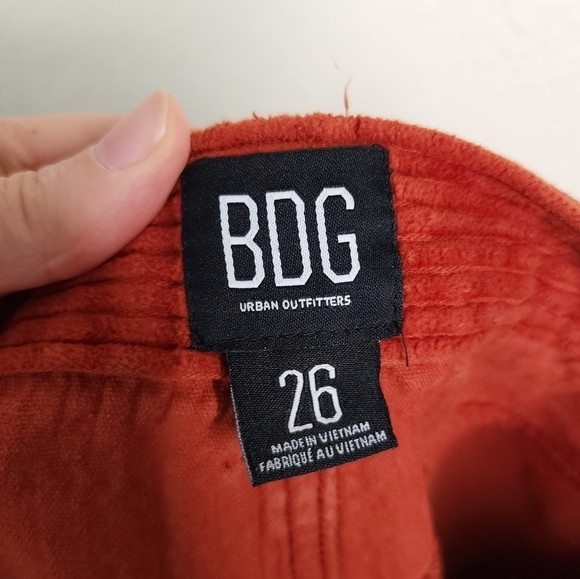 BDG
URBAN OUTFITTERS
26
MADE IN VIETNAM
FABRIQUÉ AU VIETNAM